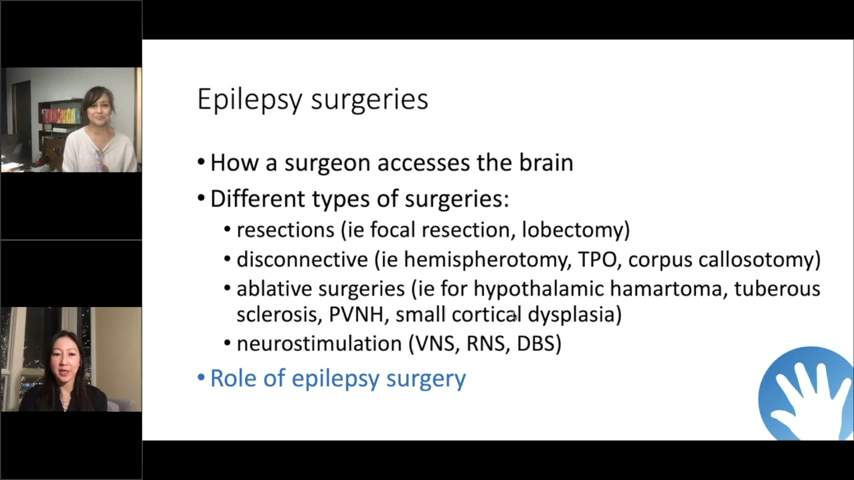 Epilepsy surgeries
• How a surgeon accesses the brain
• Different types of surgeries:
• resections (ie focal resection, lobectomy)
• disconnective (ie hemispherotomy, TPO, corpus callosotomy)
• ablative surgeries (ie for hypothalamic hamartoma, tuberous
sclerosis, PVNH, small cortical dysplasia)
• neurostimulation (VNS, RNS, DBS)
• Role of epilepsy surgery